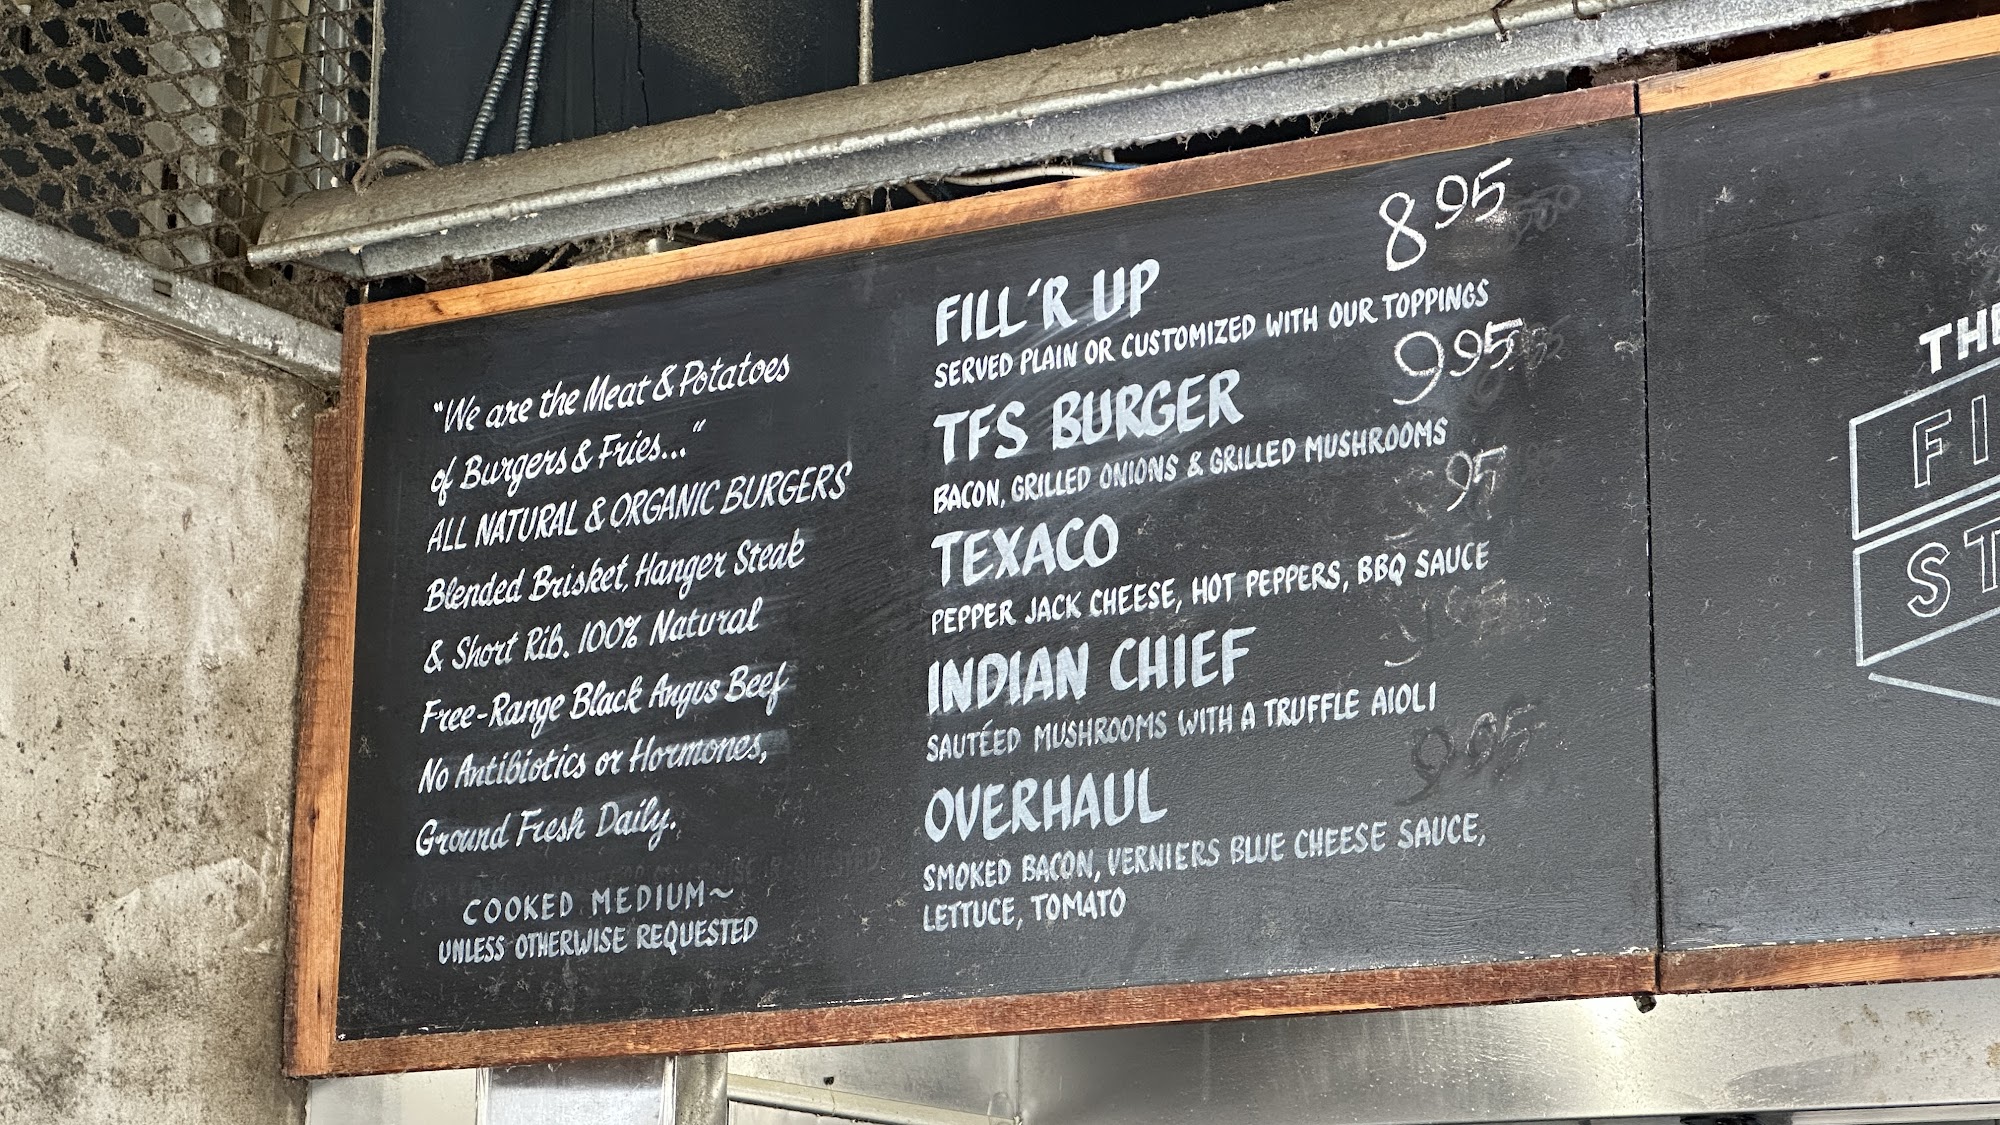 "We are the Meat & Potatoes
of Burgers & Fries..."
ALL NATURAL & ORGANIC BURGERS
Blended Brisket, Hanger Steak
& Short Rib. 100% Natural
Free-Range Black Angus Beef
No Antibiotics or Hormones,
Ground Fresh Daily.
COOKED MEDIUM~
UNLESS OTHERWISE REQUESTED
8 95
FILL'R UP
SERVED PLAIN OR CUSTOMIZED WITH OUR TOPPINGS
9 95
TFS BURGER
BACON, GRILLED ONIONS & GRILLED MUSHROOMS
95
TEXACO
PEPPER JACK CHEESE, HOT PEPPERS, BBQ SAUCE
INDIAN CHIEF
SAUTÉED MUSHROOMS WITH A TRUFFLE AIOLI
9 95
OVERHAUL
SMOKED BACON, VERNIERS BLUE CHEESE SAUCE,
LETTUCE, TOMATO
THE
FI
ST